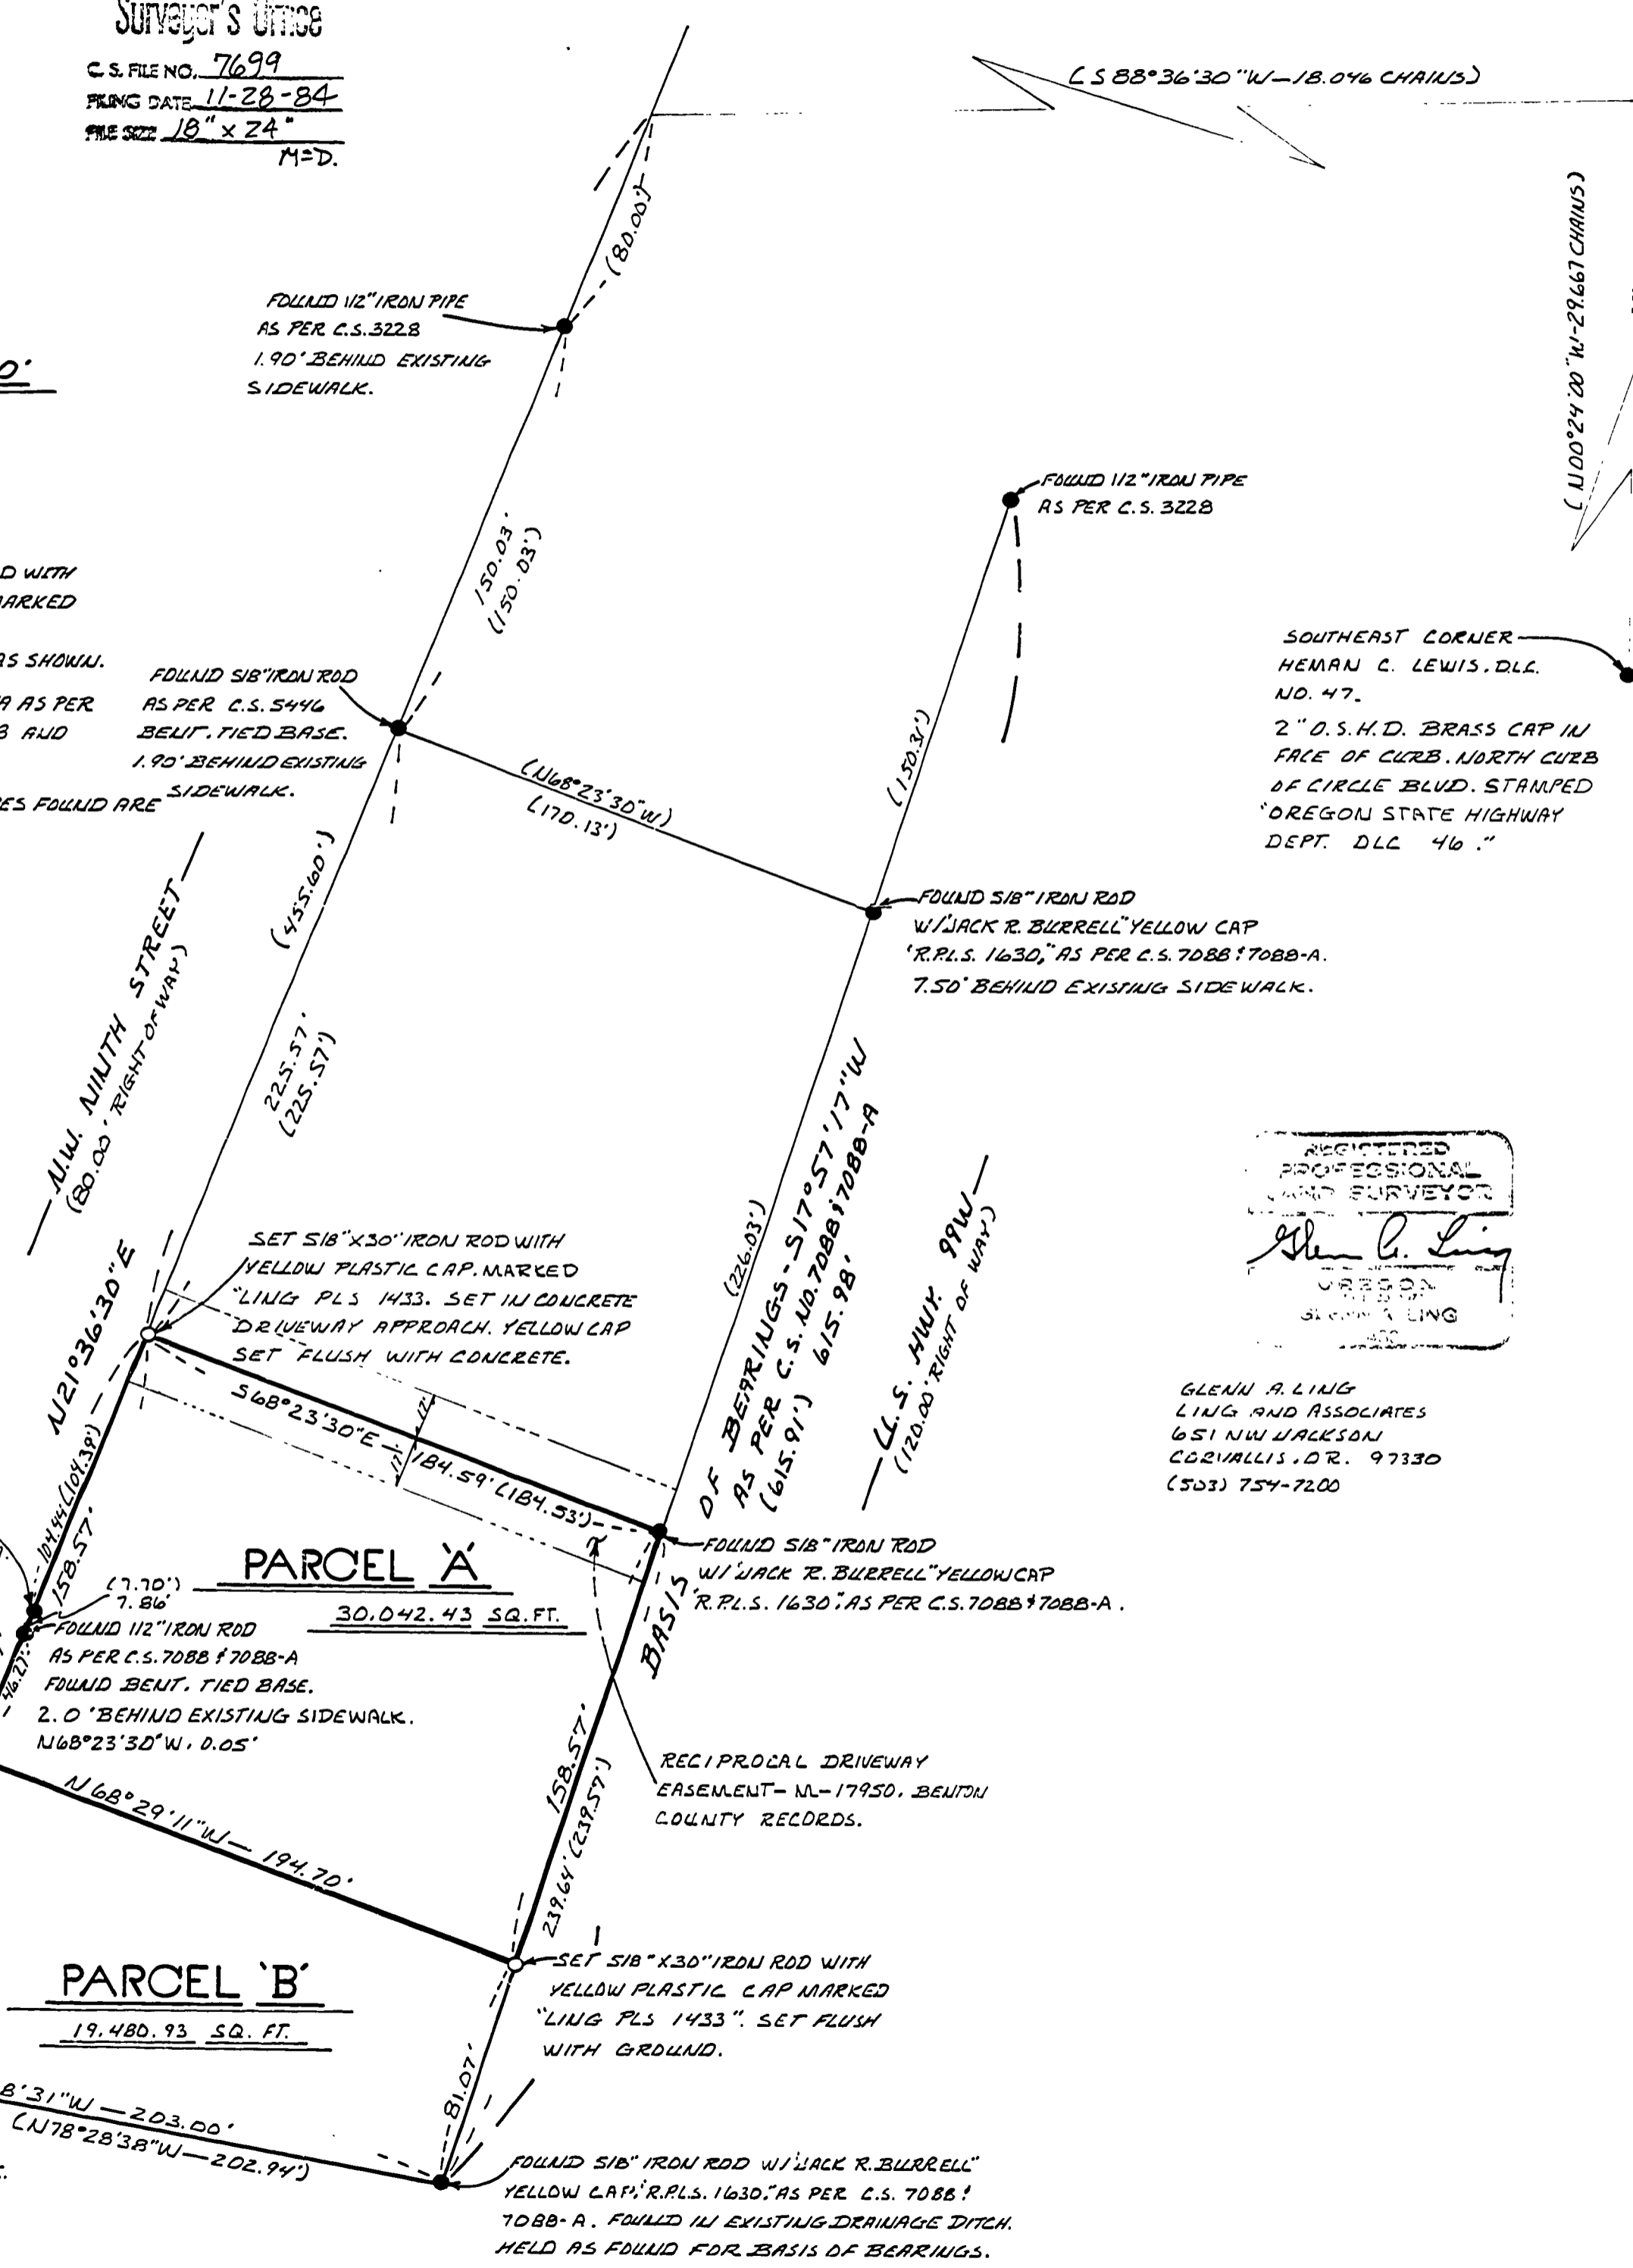 Surveyor's Office
C.S. FILE NO. 7699
FILING DATE 11-28-84
FILE SIZE 18" x 24"
M=D.
(S 88°36'30"W—18.046 CHAINS)
(N00°24'00"W-29.667 CHAINS)
(80.00')
FOUND 1/2" IRON PIPE
AS PER C.S. 3228
1.90' BEHIND EXISTING
SIDEWALK.
0'
FOUND 1/2" IRON PIPE
AS PER C.S. 3228
150.03'
(150.03')
D WITH
MARKED
AS SHOWN.
A AS PER
B AND
ES FOUND ARE
FOUND 5/8" IRON ROD
AS PER C.S. 5446
BENT. TIED BASE.
1.90' BEHIND EXISTING
SIDEWALK.
SOUTHEAST CORNER
HEMAN C. LEWIS. D.L.C.
NO. 47.
2" O.S.H.D. BRASS CAP IN
FACE OF CURB. NORTH CURB
OF CIRCLE BLVD. STAMPED
"OREGON STATE HIGHWAY
DEPT. DLC 46."
(150.31')
(N68°23'30"W)
(170.13')
(455.60')
FOUND 5/8" IRON ROD
W/"JACK R. BURRELL" YELLOW CAP
"R.P.L.S. 1630," AS PER C.S. 7088 & 7088-A.
7.50' BEHIND EXISTING SIDEWALK.
N.W. NINTH STREET
(80.00' RIGHT OF WAY)
225.57'
(225.57')
(226.03')
BASIS OF BEARINGS-S17°57'17"W
AS PER C.S. NO. 7088 & 7088-A
(615.91') 615.98'
U.S. HWY. 99W
(120.00' RIGHT OF WAY)
REGISTERED
PROFESSIONAL
LAND SURVEYOR
Glenn A. Ling
OREGON
GLENN A. LING
GLENN A. LING
LING AND ASSOCIATES
651 NW JACKSON
CORVALLIS, OR. 97330
(503) 754-7200
SET 5/8"X30" IRON ROD WITH
YELLOW PLASTIC CAP. MARKED
"LING PLS 1433. SET IN CONCRETE
DRIVEWAY APPROACH. YELLOW CAP
SET FLUSH WITH CONCRETE.
N21°36'30"E
S68°23'30"E
184.59' (184.53')
17'
17'
104.44 (104.39')
158.57'
(7.70')
7.86'
46.27'
PARCEL 'A'
30,042.43 SQ.FT.
FOUND 1/2" IRON ROD
AS PER C.S. 7088 & 7088-A
FOUND BENT. TIED BASE.
2.0' BEHIND EXISTING SIDEWALK.
N68°23'30"W, 0.05'
FOUND 5/8" IRON ROD
W/"JACK R. BURRELL" YELLOW CAP
"R.P.L.S. 1630," AS PER C.S. 7088 & 7088-A.
RECIPROCAL DRIVEWAY
EASEMENT-M-17950, BENTON
COUNTY RECORDS.
158.57'
239.64' (239.57')
N68°29'11"W—194.70'
PARCEL 'B'
19,480.93 SQ. FT.
SET 5/8"X30" IRON ROD WITH
YELLOW PLASTIC CAP MARKED
"LING PLS 1433". SET FLUSH
WITH GROUND.
81.07'
8'31"W—203.00'
(N78°28'38"W—202.94')
FOUND 5/8" IRON ROD W/"JACK R. BURRELL"
YELLOW CAP, "R.P.L.S. 1630." AS PER C.S. 7088 &
7088-A. FOUND IN EXISTING DRAINAGE DITCH.
HELD AS FOUND FOR BASIS OF BEARINGS.